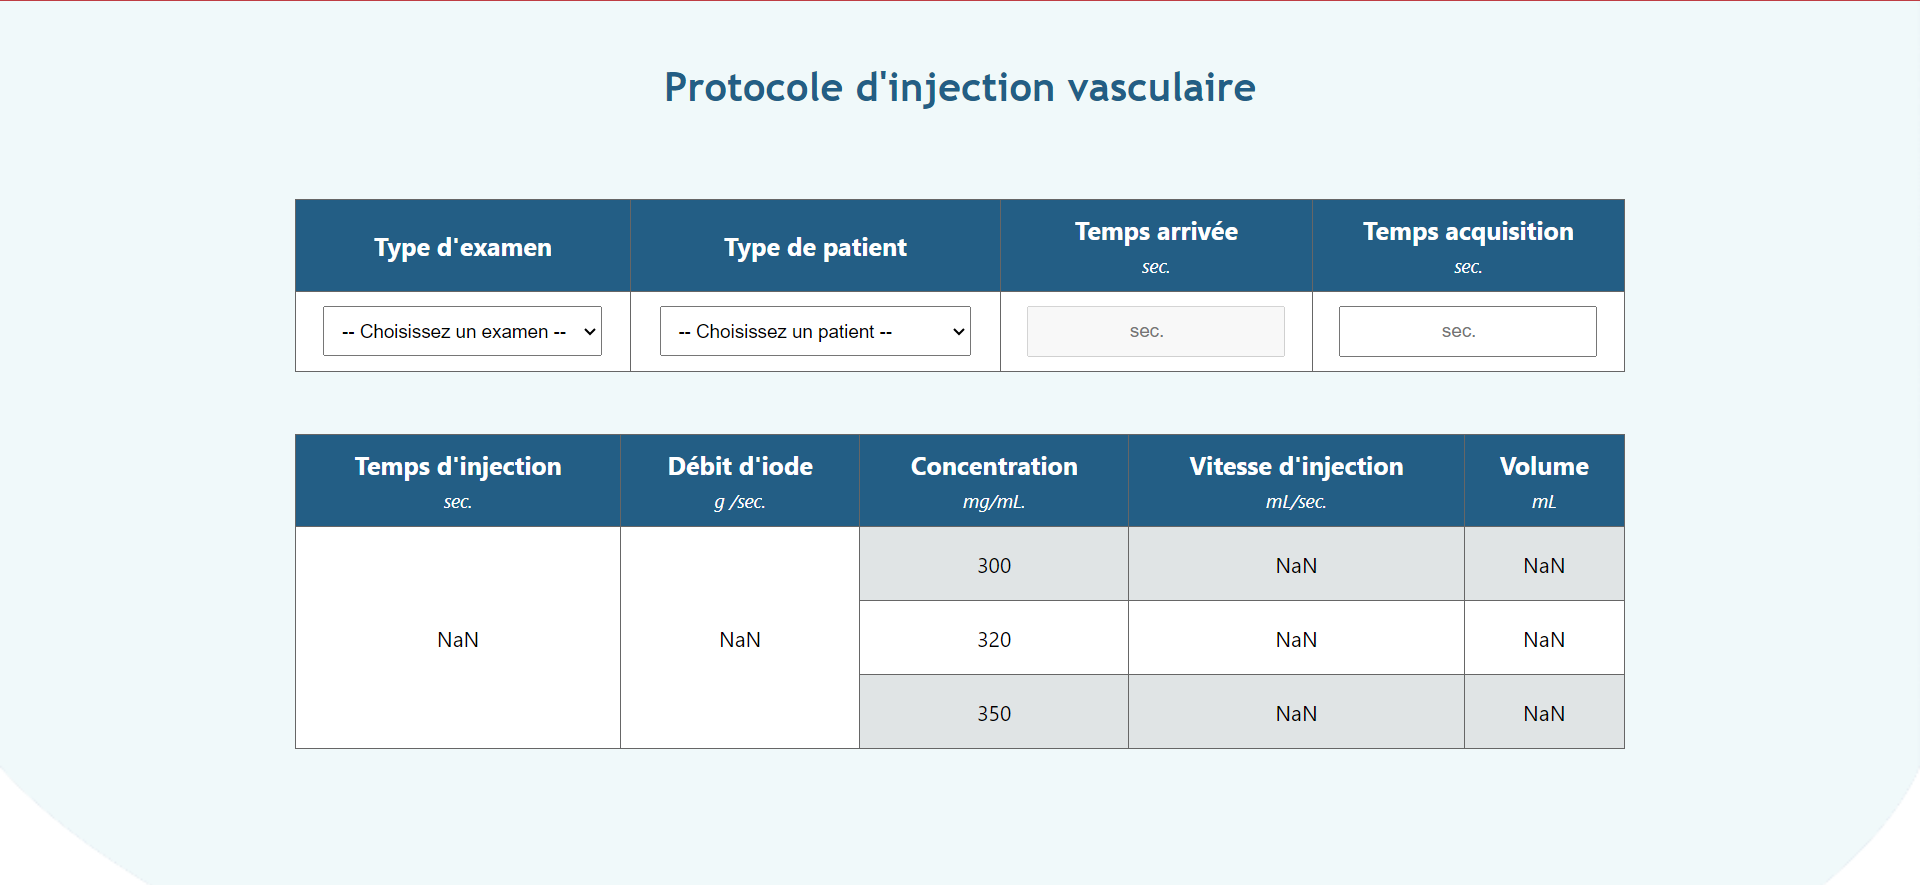 Protocole d'injection vasculaire
Type d'examen
Type de patient
Temps arrivée
sec.
Temps acquisition
sec.
-- Choisissez un examen --
-- Choisissez un patient --
sec.
sec.
Temps d'injection
sec.
Débit d'iode
g /sec.
Concentration
mg/mL.
Vitesse d'injection
mL/sec.
Volume
mL
NaN
NaN
300
NaN
NaN
320
NaN
NaN
350
NaN
NaN